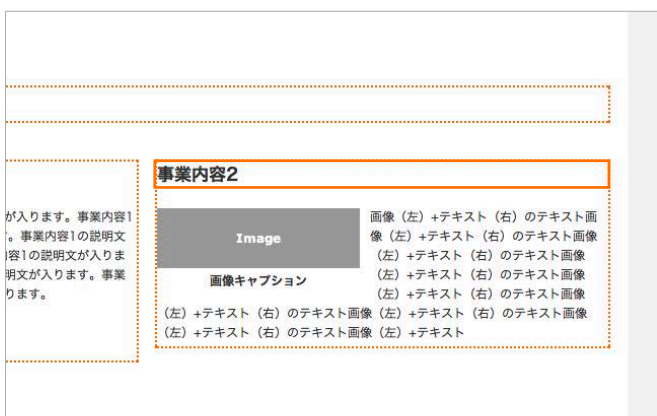 事業内容2
が入ります。事業内容1
。事業内容1の説明文
容1の説明文が入りま
明文が入ります。事業
ります。
Image
画像キャプション
画像（左）+テキスト（右）のテキスト画
像（左）+テキスト（右）のテキスト画像
（左）+テキスト（右）のテキスト画像
（左）+テキスト（右）のテキスト画像
（左）+テキスト（右）のテキスト画像
（左）+テキスト（右）のテキスト画像（左）+テキスト（右）のテキスト画像
（左）+テキスト（右）のテキスト画像（左）+テキスト